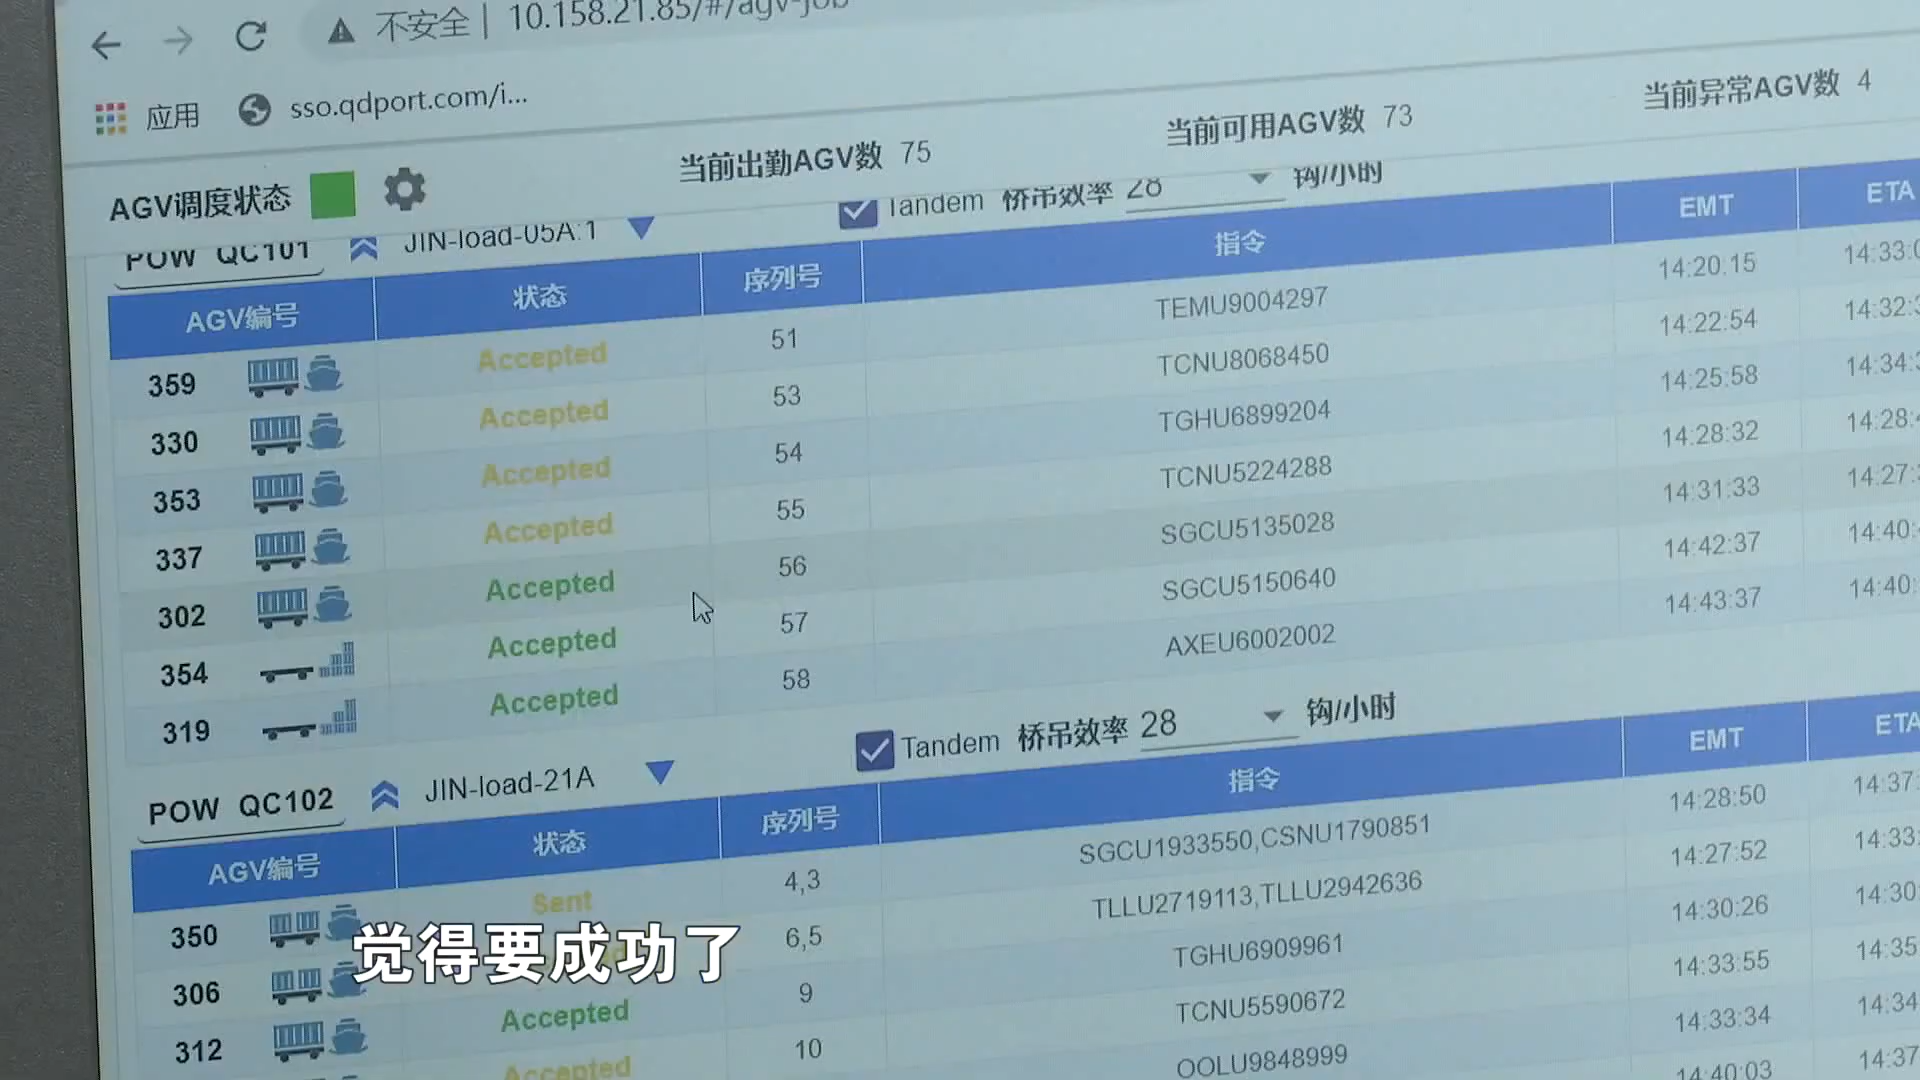 不安全 | 10.158.21.85/#/agv-job
应用 sso.qdport.com/i...
AGV调度状态 当前出勤AGV数 75 当前可用AGV数 73 当前异常AGV数 4
POW QC101 JIN-load-05A:1 Tandem 桥吊效率 28 钩/小时
AGV编号 状态 序列号 指令 EMT ETA
359 Accepted 51 TEMU9004297 14:20:15
330 Accepted 53 TCNU8068450 14:22:54
353 Accepted 54 TGHU6899204 14:25:58
337 Accepted 55 TCNU5224288 14:28:32
302 Accepted 56 SGCU5135028 14:31:33
354 Accepted 57 SGCU5150640 14:42:37
319 Accepted 58 AXEU6002002 14:43:37
POW QC102 JIN-load-21A Tandem 桥吊效率 28 钩/小时
AGV编号 状态 序列号 指令 EMT ETA
350 Sent 4,3 SGCU1933550,CSNU1790851 14:28:50
306 6,5 TLLU2719113,TLLU2942636 14:27:52
312 Accepted 9 TGHU6909961 14:30:26
Accepted 10 TCNU5590672 14:33:55
OOLU9848999 14:33:34
14:40:03
觉得要成功了